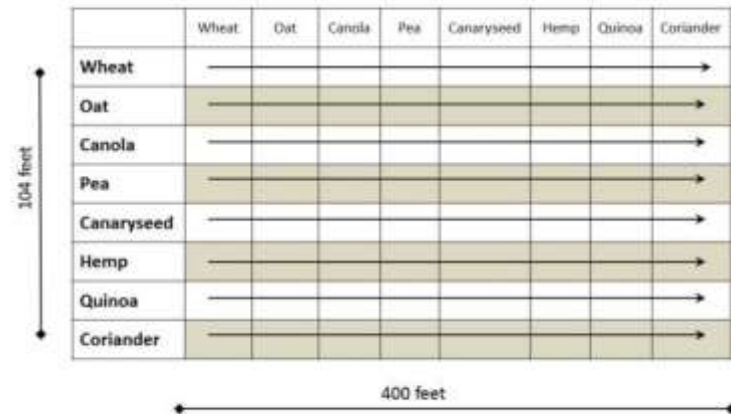 Wheat Oat Canola Pea Canaryseed Hemp Quinoa Coriander
Wheat
Oat
Canola
Pea
Canaryseed
Hemp
Quinoa
Coriander
104 feet
400 feet